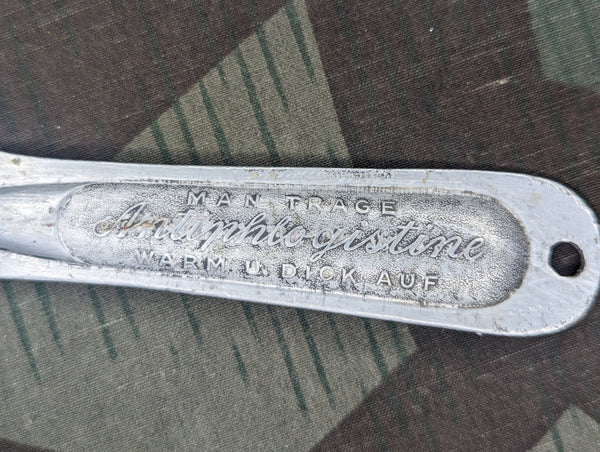 MAN TRAGE
Antiphlogistine
WARM U. DICK AUF